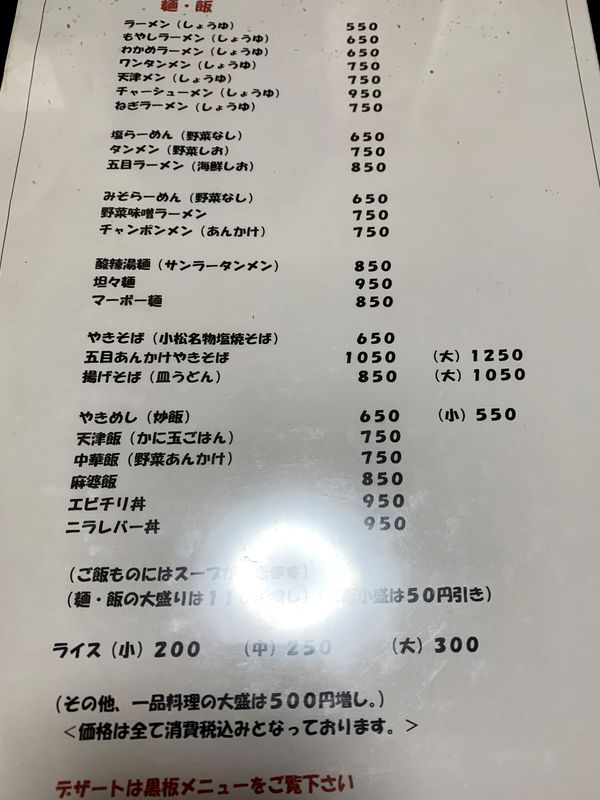 麺・飯
ラーメン（しょうゆ） 550
もやしラーメン（しょうゆ） 650
わかめラーメン（しょうゆ） 650
ワンタンメン（しょうゆ） 750
天津メン（しょうゆ） 750
チャーシューメン（しょうゆ） 950
ねぎラーメン（しょうゆ） 750
塩らーめん（野菜なし） 650
タンメン（野菜しお） 750
五目ラーメン（海鮮しお） 850
みそらーめん（野菜なし） 650
野菜味噌ラーメン 750
チャンポンメン（あんかけ） 750
酸辣湯麺（サンラータンメン） 850
坦々麺 950
マーボー麺 850
やきそば（小松名物塩焼そば） 650
五目あんかけやきそば 1050 （大）1250
揚げそば（皿うどん） 850 （大）1050
やきめし（炒飯） 650 （小）550
天津飯（かに玉ごはん） 750
中華飯（野菜あんかけ） 750
麻婆飯 850
エビチリ丼 950
ニラレバー丼 950
（ご飯ものにはスープが きます）
（麺・飯の大盛りは11 増し） 小盛は50円引き）
ライス（小）200 （中）250 （大）300
（その他、一品料理の大盛は500円増し。）
＜価格は全て消費税込みとなっております。＞
デザートは黒板メニューをご覧下さい